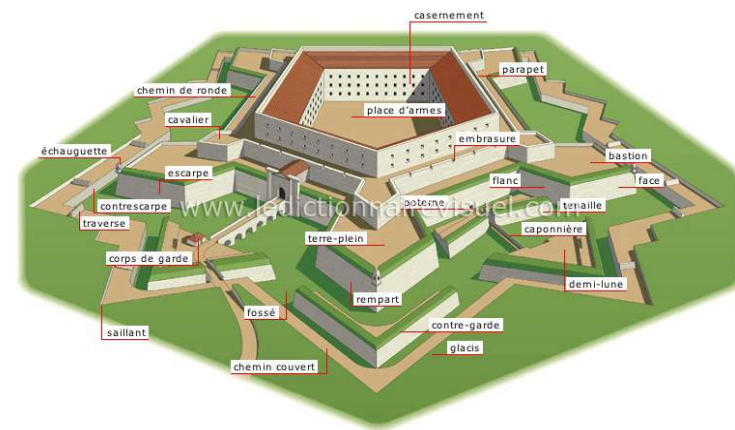 casernement
parapet
chemin de ronde
place d'armes
cavalier
embrasure
échauguette
bastion
escarpe
flanc
face
contrescarpe
poterne
www.ledictionnairevisuel.com
tenaille
traverse
caponnière
terre-plein
corps de garde
demi-lune
rempart
fossé
contre-garde
saillant
glacis
chemin couvert